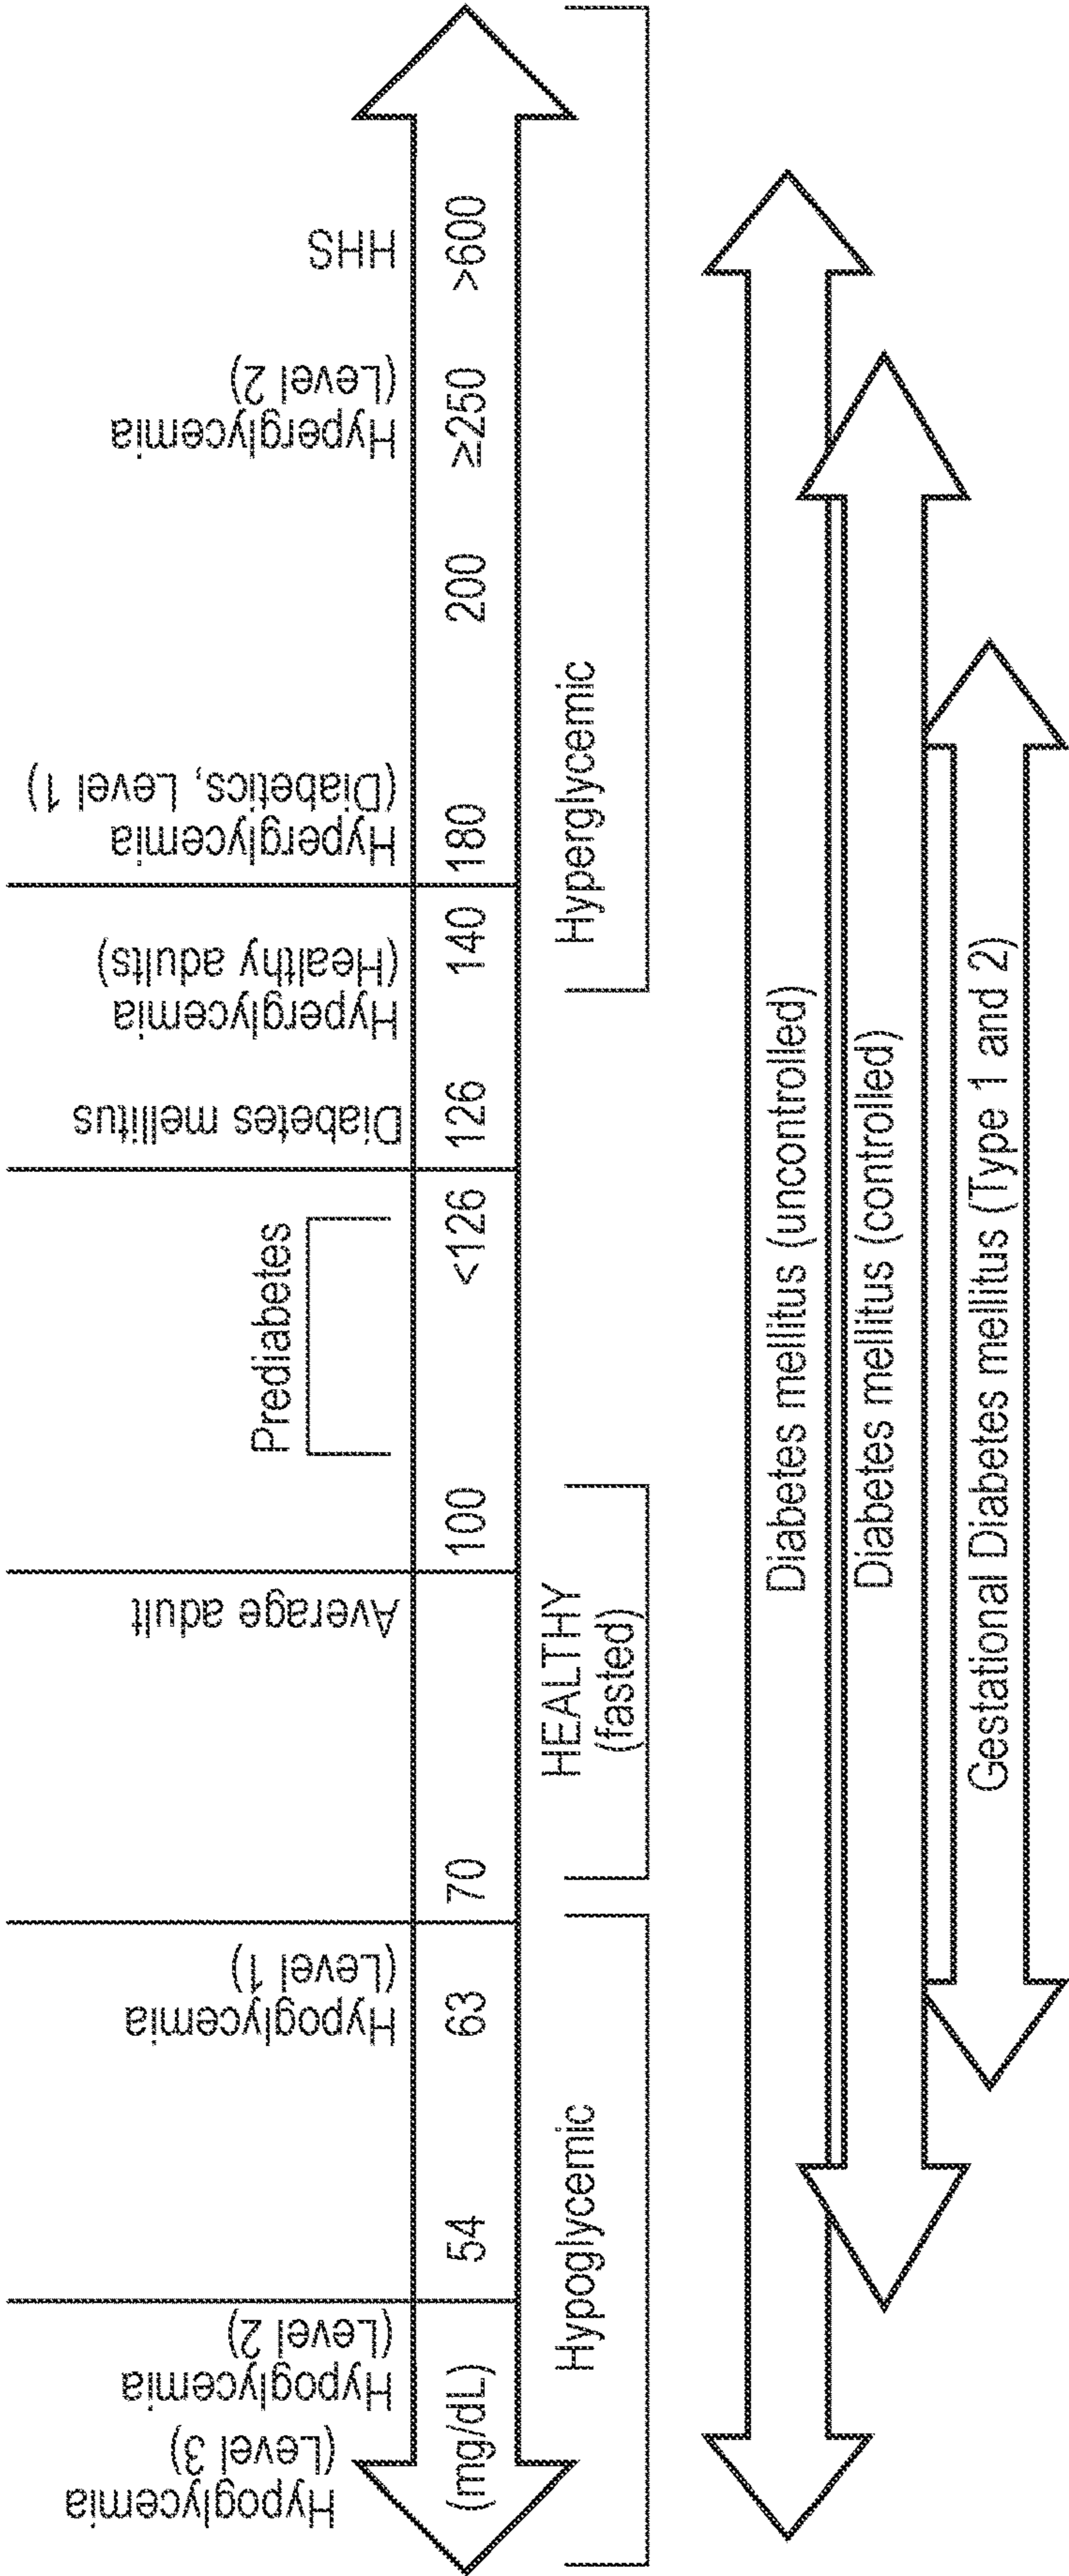 Hypoglycemia
(Level 3)
Hypoglycemia
(Level 2)
Hypoglycemia
(Level 1)
Average adult
Prediabetes
Diabetes mellitus
Hyperglycemia
(Healthy adults)
Hyperglycemia
(Diabetics, Level 1)
Hyperglycemia
(Level 2)
HHS
(mg/dL)
54
63
70
100
<126
126
140
180
200
≥250
>600
Hypoglycemic
HEALTHY
(fasted)
Hyperglycemic
Diabetes mellitus (uncontrolled)
Diabetes mellitus (controlled)
Gestational Diabetes mellitus (Type 1 and 2)